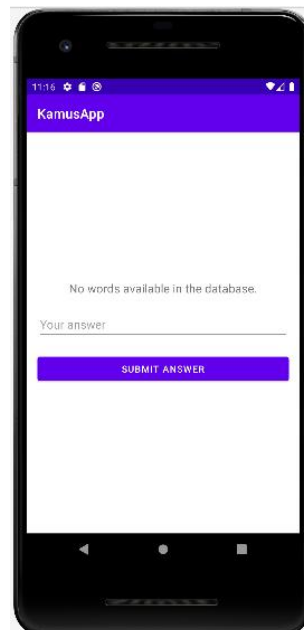 11:16
KamusApp
No words available in the database.
Your answer
SUBMIT ANSWER